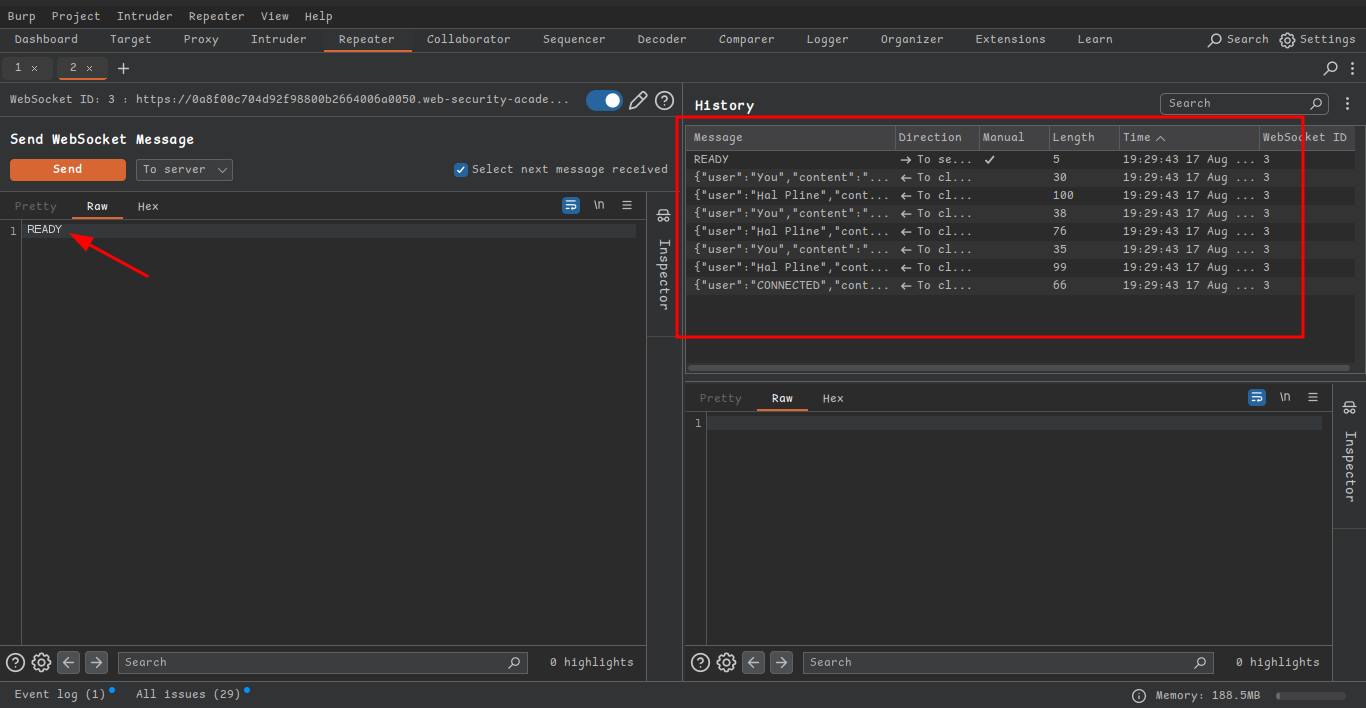 Burp Project Intruder Repeater View Help
Dashboard Target Proxy Intruder Repeater Collaborator Sequencer Decoder Comparer Logger Organizer Extensions Learn Search Settings
1 × 2 × +
WebSocket ID: 3 : https://0a8f00c704d92f98800b2664006a0050.web-security-acade...
Send WebSocket Message
Send To server Select next message received
Pretty Raw Hex \n
1 READY
Inspector
0 highlights
Search
History
Search
Message Direction Manual Length Time WebSocket ID
READY → To se... ✓ 5 19:29:43 17 Aug ... 3
{"user":"You","content":"... ← To cl... 30 19:29:43 17 Aug ... 3
{"user":"Hal Pline","cont... ← To cl... 100 19:29:43 17 Aug ... 3
{"user":"You","content":"... ← To cl... 38 19:29:43 17 Aug ... 3
{"user":"Hal Pline","cont... ← To cl... 76 19:29:43 17 Aug ... 3
{"user":"You","content":"... ← To cl... 35 19:29:43 17 Aug ... 3
{"user":"Hal Pline","cont... ← To cl... 99 19:29:43 17 Aug ... 3
{"user":"CONNECTED","cont... ← To cl... 66 19:29:43 17 Aug ... 3
Pretty Raw Hex \n
1
Inspector
Search 0 highlights
Event log (1) All issues (29) Memory: 188.5MB